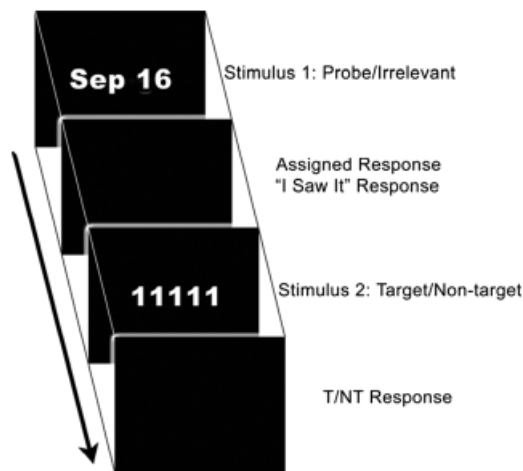 Sep 16
Stimulus 1: Probe/Irrelevant
Assigned Response
“I Saw It” Response
11111
Stimulus 2: Target/Non-target
T/NT Response